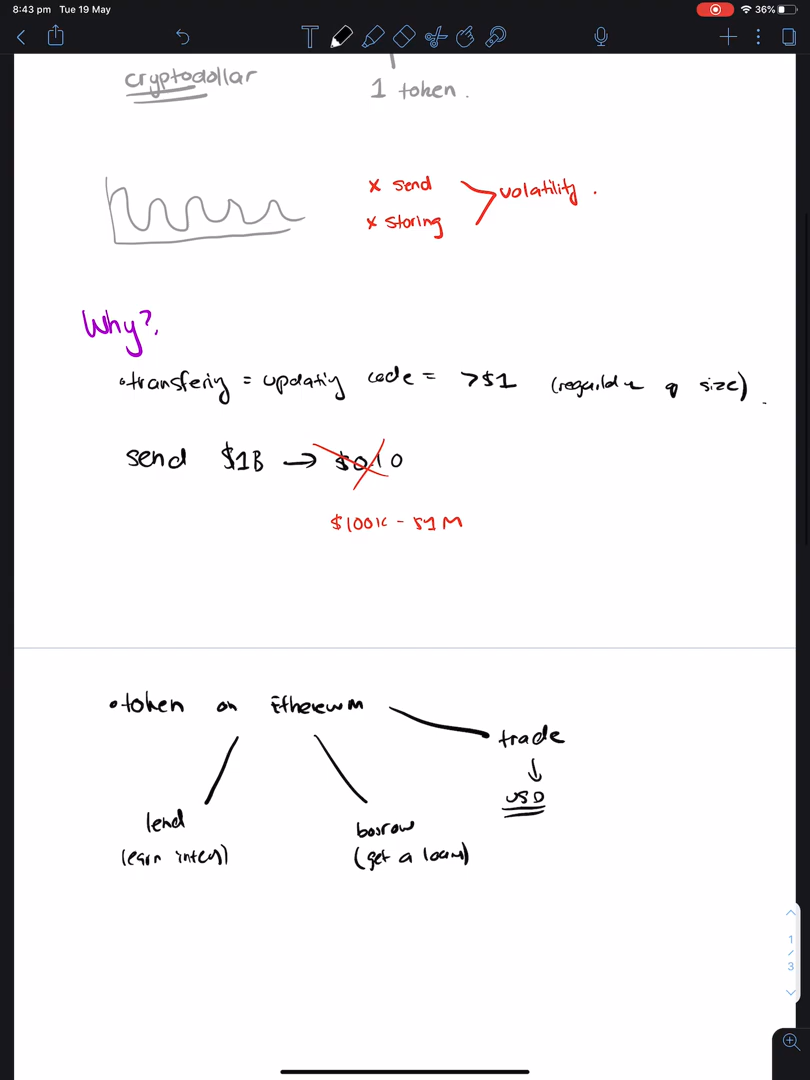 8:43 pm Tue 19 May
36%
cryptodollar
1 token.
x send
x storing
volatility.
Why?
•transfering = updating code = >$1 (regardless of size).
send $1B → $0.10
$100K - $1M
•token on Ethereum
trade
USD
lend
(earn interest)
borrow
(get a loan)
1
/
3